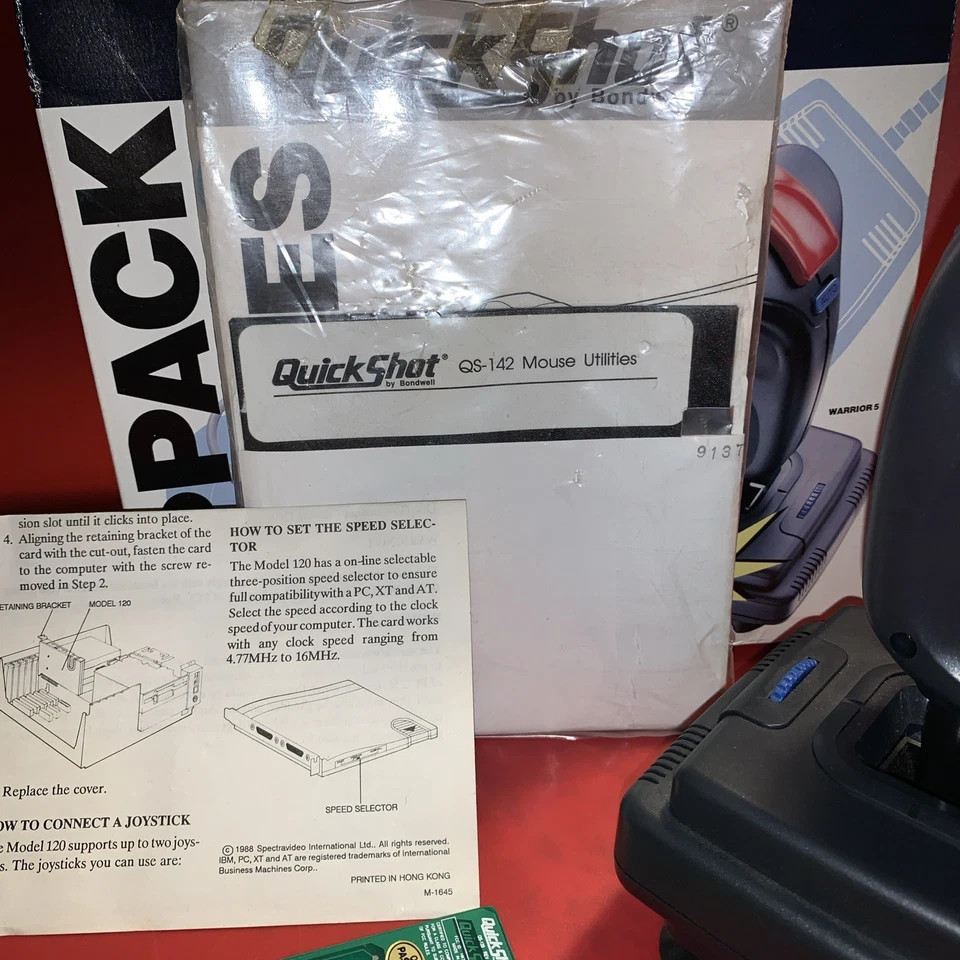 QuickShot®
by Bondwell
PACK
ES
QuickShot® QS-142 Mouse Utilities
by Bondwell
9137
WARRIOR 5
7
sion slot until it clicks into place.
4. Aligning the retaining bracket of the
card with the cut-out, fasten the card
to the computer with the screw re-
moved in Step 2.
ETAINING BRACKET MODEL 120
Replace the cover.
OW TO CONNECT A JOYSTICK
e Model 120 supports up to two joys-
s. The joysticks you can use are:
HOW TO SET THE SPEED SELEC-
TOR
The Model 120 has a on-line selectable
three-position speed selector to ensure
full compatibility with a PC, XT and AT.
Select the speed according to the clock
speed of your computer. The card works
with any clock speed ranging from
4.77MHz to 16MHz.
SPEED SELECTOR
© 1988 Spectravideo International Ltd.. All rights reserved.
IBM, PC, XT and AT are registered trademarks of International
Business Machines Corp..
PRINTED IN HONG KONG
M-1645
QuickShot